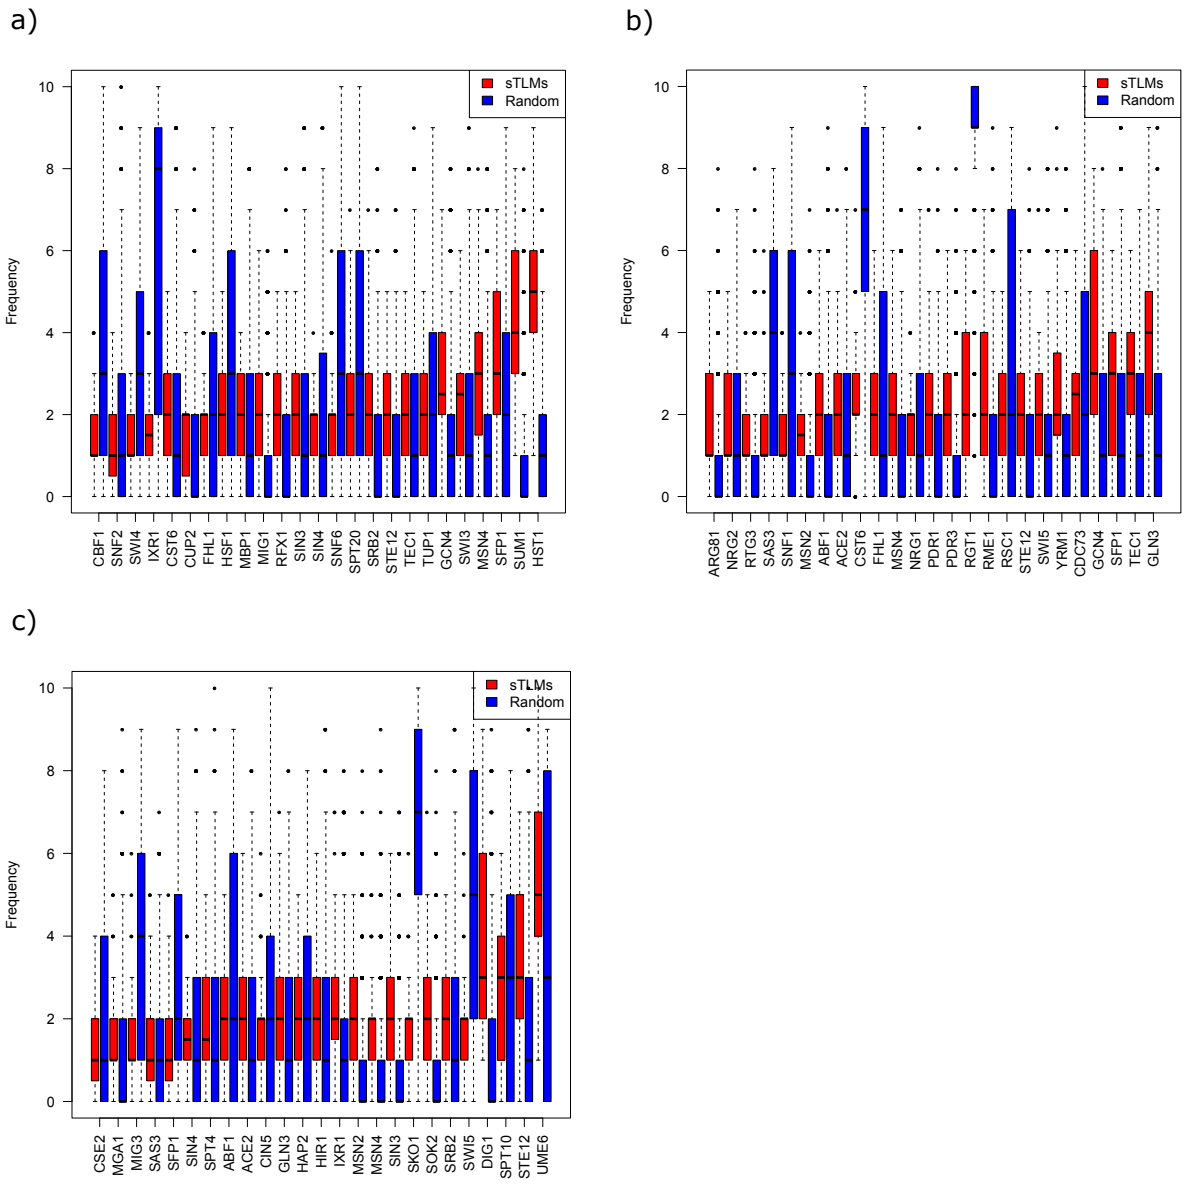 a)
sTLMs
Random
10
8
6
4
2
0
Frequency
CBF1
SNF2
SWI4
IXR1
CST6
CUP2
FHL1
HSF1
MBP1
MIG1
RFX1
SIN3
SIN4
SNF6
SPT20
SRB2
STE12
TEC1
TUP1
GCN4
SWI3
MSN4
SFP1
SUM1
HST1
b)
sTLMs
Random
10
8
6
4
2
0
Frequency
ARG81
NRG2
RTG3
SAS3
SNF1
MSN2
ABF1
ACE2
CST6
FHL1
MSN4
NRG1
PDR1
PDR3
RGT1
RME1
RSC1
STE12
SWI5
YRM1
CDC73
GCN4
SFP1
TEC1
GLN3
c)
sTLMs
Random
10
8
6
4
2
0
Frequency
CSE2
MGA1
MIG3
SAS3
SFP1
SIN4
SPT4
ABF1
ACE2
CIN5
GLN3
HAP2
HIR1
IXR1
MSN2
MSN4
SIN3
SKO1
SOK2
SRB2
SWI5
DIG1
SPT10
STE12
UME6